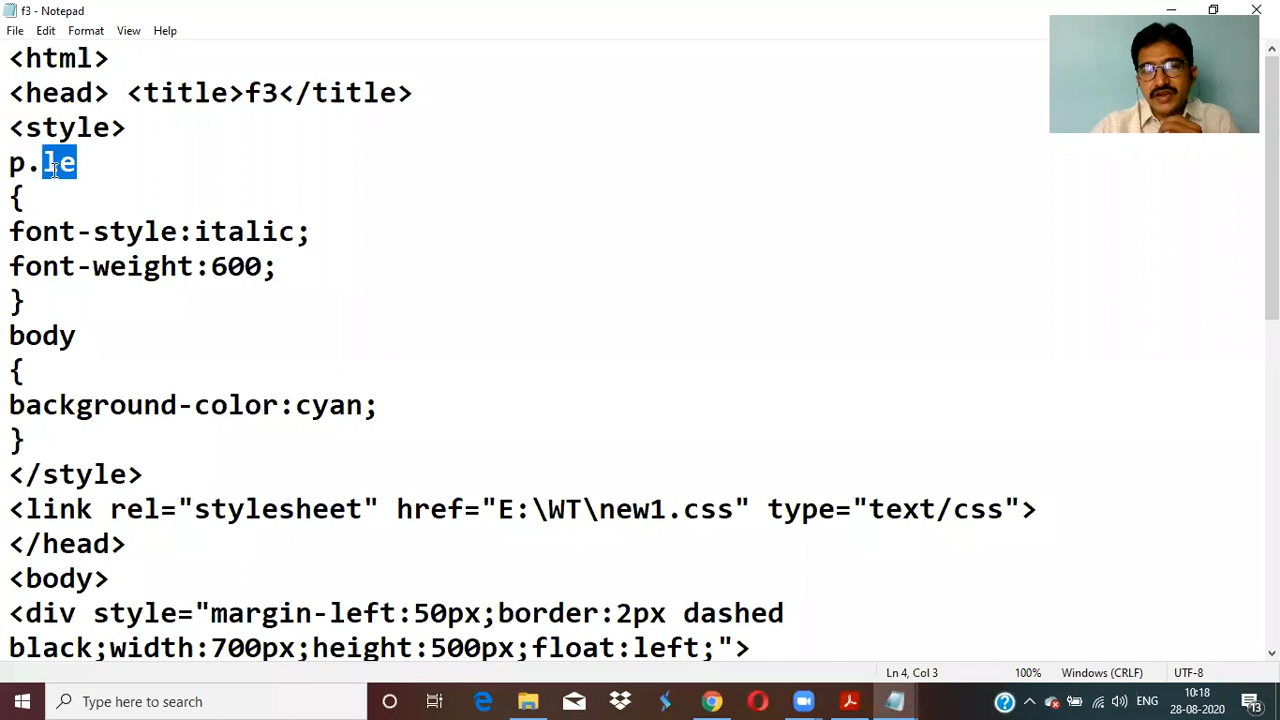 f3 - Notepad
File Edit Format View Help
<html>
<head> <title>f3</title>
<style>
p.le
{
font-style:italic;
font-weight:600;
}
body
{
background-color:cyan;
}
</style>
<link rel="stylesheet" href="E:\WT\new1.css" type="text/css">
</head>
<body>
<div style="margin-left:50px;border:2px dashed
black;width:700px;height:500px;float:left;">
Ln 4, Col 3 100% Windows (CRLF) UTF-8
Type here to search
ENG
10:18
28-08-2020
13